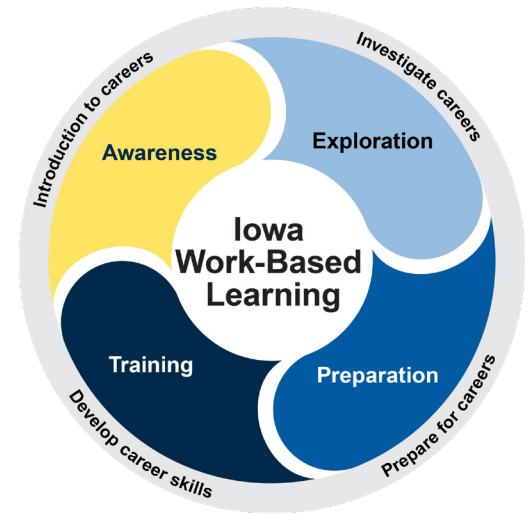 Introduction to careers
Investigate careers
Awareness
Exploration
Iowa
Work-Based
Learning
Training
Preparation
Develop career skills
Prepare for careers